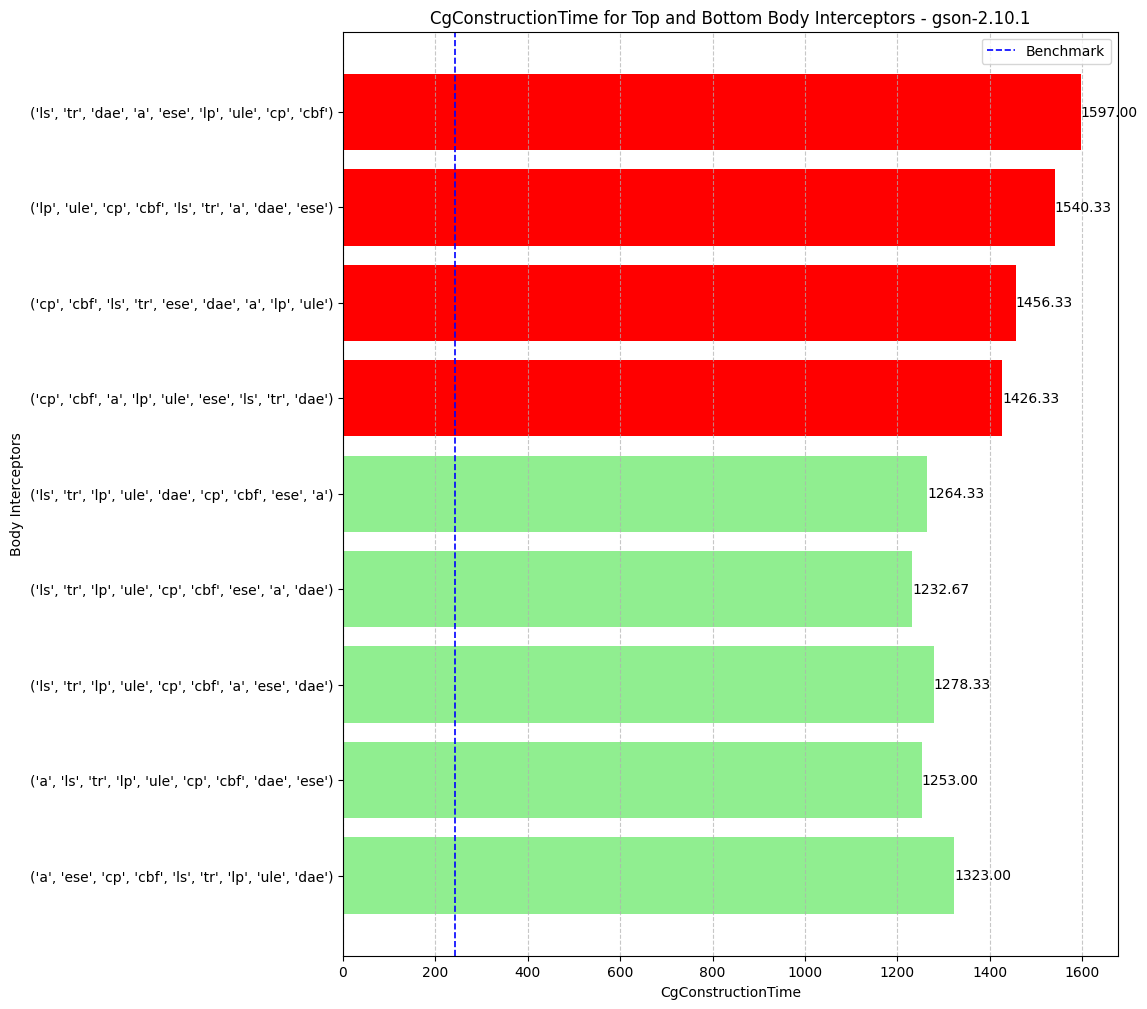 CgConstructionTime for Top and Bottom Body Interceptors - gson-2.10.1
Benchmark
('ls', 'tr', 'dae', 'a', 'ese', 'lp', 'ule', 'cp', 'cbf') 1597.00
('lp', 'ule', 'cp', 'cbf', 'ls', 'tr', 'a', 'dae', 'ese') 1540.33
('cp', 'cbf', 'ls', 'tr', 'ese', 'dae', 'a', 'lp', 'ule') 1456.33
('cp', 'cbf', 'a', 'lp', 'ule', 'ese', 'ls', 'tr', 'dae') 1426.33
('ls', 'tr', 'lp', 'ule', 'dae', 'cp', 'cbf', 'ese', 'a') 1264.33
('ls', 'tr', 'lp', 'ule', 'cp', 'cbf', 'ese', 'a', 'dae') 1232.67
('ls', 'tr', 'lp', 'ule', 'cp', 'cbf', 'a', 'ese', 'dae') 1278.33
('a', 'ls', 'tr', 'lp', 'ule', 'cp', 'cbf', 'dae', 'ese') 1253.00
('a', 'ese', 'cp', 'cbf', 'ls', 'tr', 'lp', 'ule', 'dae') 1323.00
Body Interceptors
0 200 400 600 800 1000 1200 1400 1600
CgConstructionTime